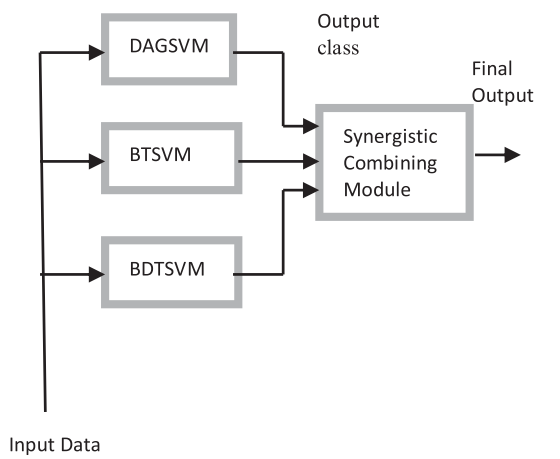 DAGSVM
Output
class
Final
Output
BTSVM
Synergistic
Combining
Module
BDTSVM
Input Data